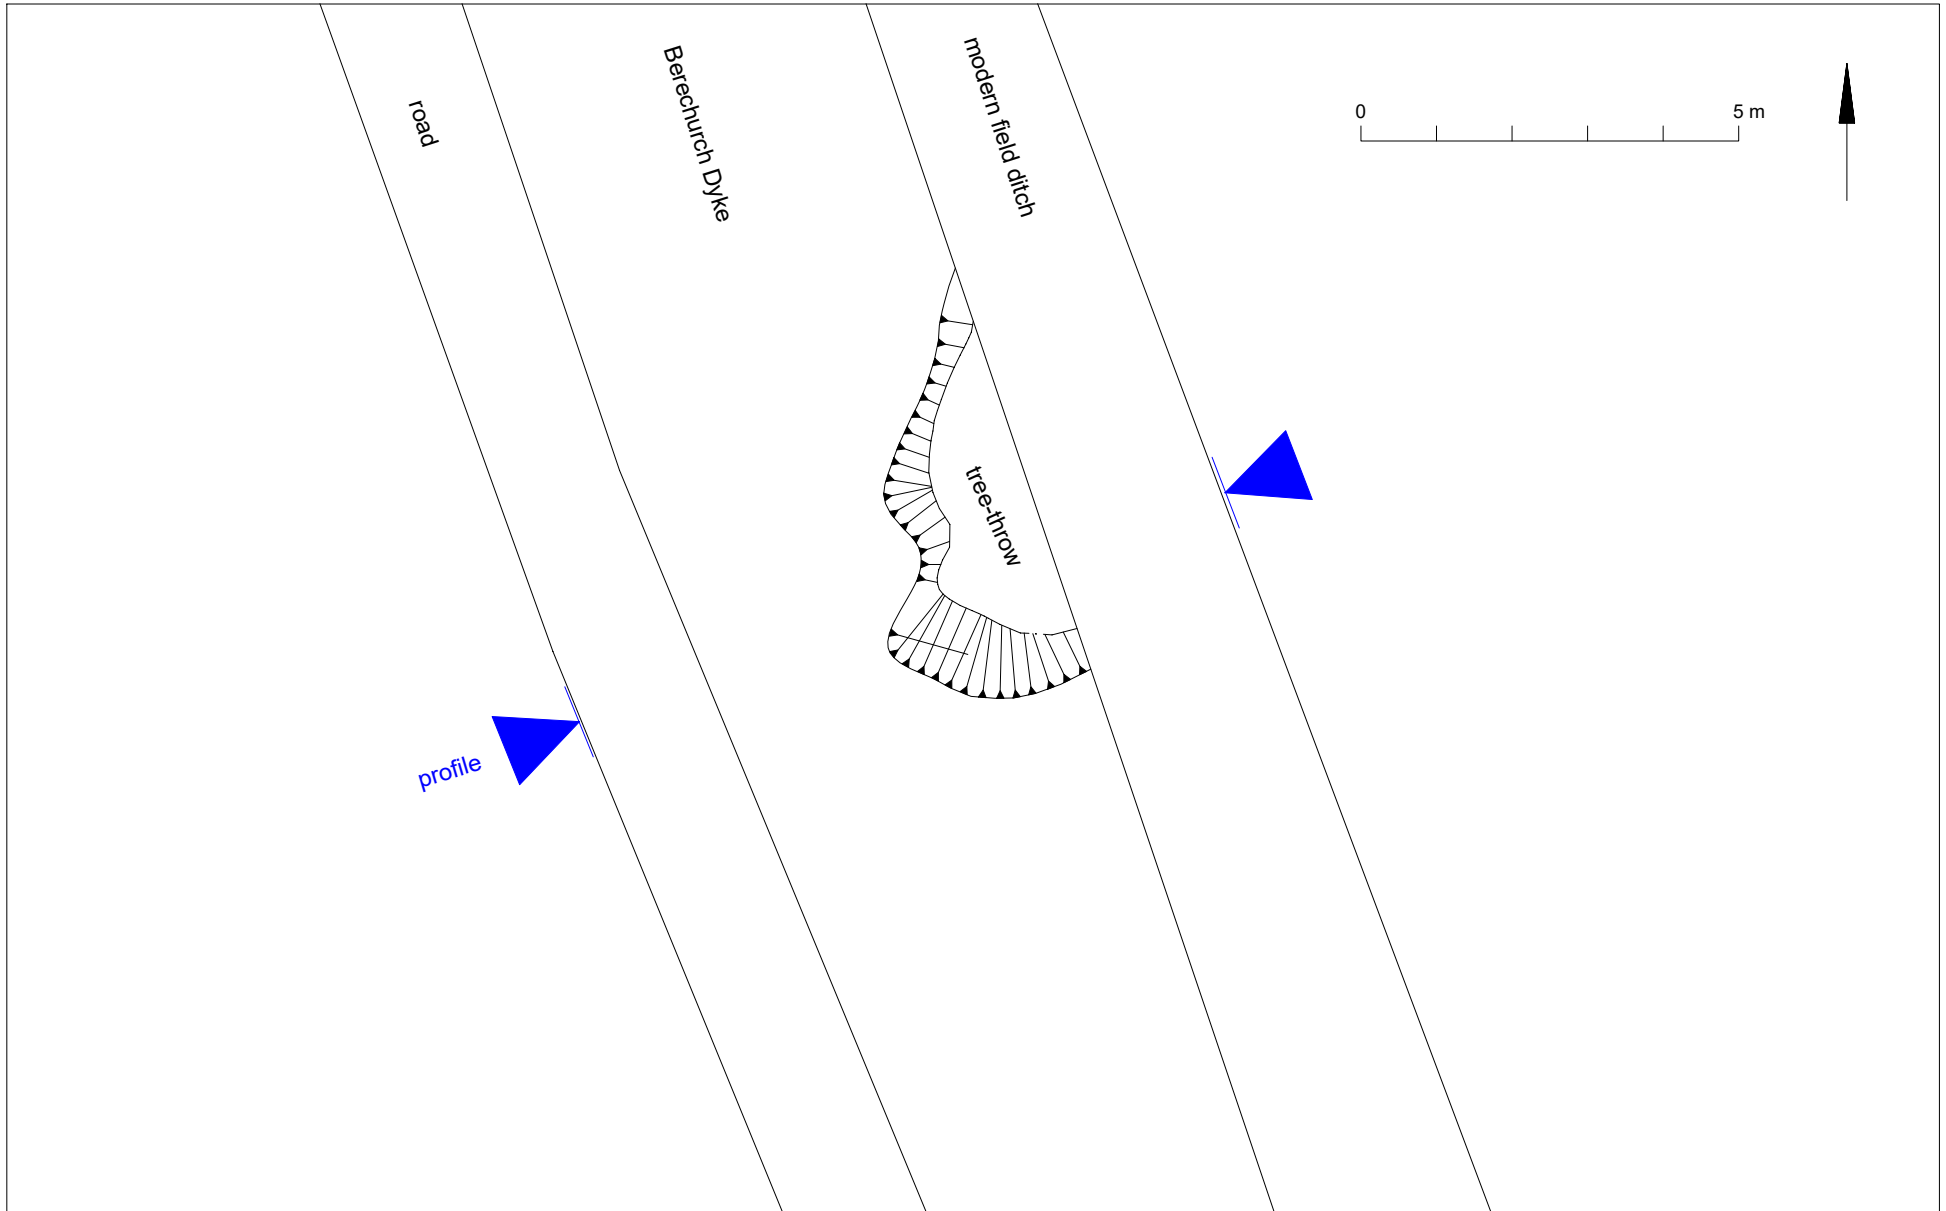 road
Berechurch Dyke
modern field ditch
0
5 m
tree-throw
profile